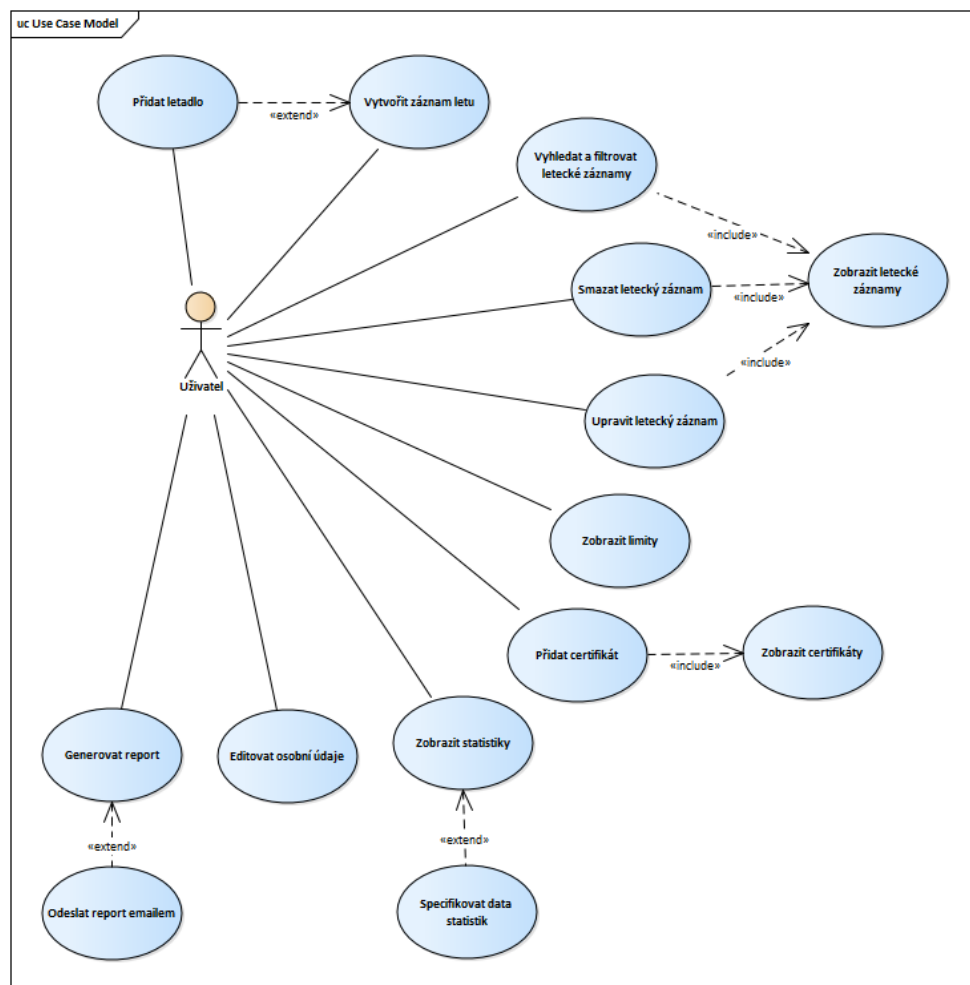 uc Use Case Model
Přidat letadlo
«extend»
Vytvořit záznam letu
Vyhledat a filtrovat
letecké záznamy
«include»
Smazat letecký záznam
«include»
Zobrazit letecké
záznamy
«include»
Upravit letecký záznam
Uživatel
Zobrazit limity
Přidat certifikát
«include»
Zobrazit certifikáty
Generovat report
Editovat osobní údaje
Zobrazit statistiky
«extend»
«extend»
Odeslat report emailem
Specifikovat data
statistik